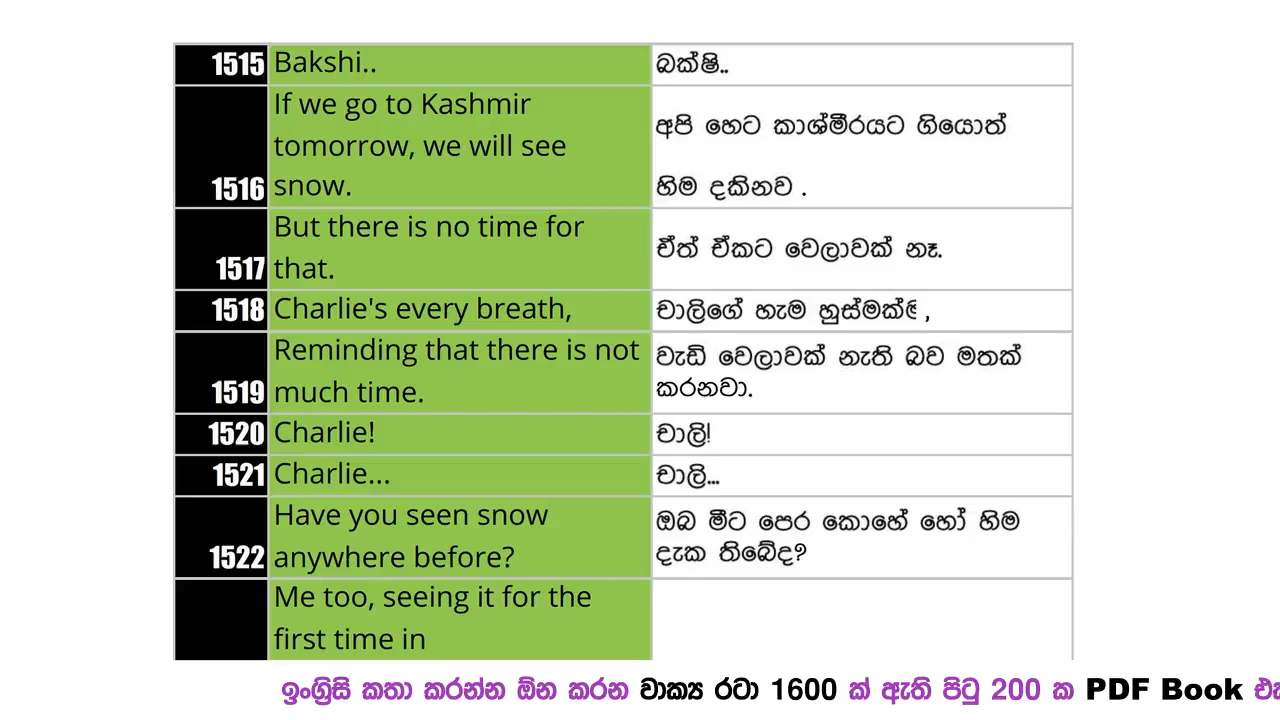 1515 Bakshi.. බක්ෂි..
If we go to Kashmir
tomorrow, we will see
1516 snow.
අපි හෙට කාශ්මීරයට ගියොත්
හිම දකිනව .
But there is no time for
1517 that.
ඒත් ඒකට වෙලාවක් නෑ.
1518 Charlie's every breath, චාලිගේ හැම හුස්මක්ම ,
Reminding that there is not
1519 much time.
වැඩි වෙලාවක් නැති බව මතක්
කරනවා.
1520 Charlie! චාලි!
1521 Charlie... චාලි...
Have you seen snow
1522 anywhere before?
ඔබ මීට පෙර කොහේ හෝ හිම
දැක තිබේද?
Me too, seeing it for the
first time in
ඉංග්‍රිසි කතා කරන්න ඕන කරන වාක්‍ය රටා 1600 ක් ඇති පිටු 200 ක PDF Book